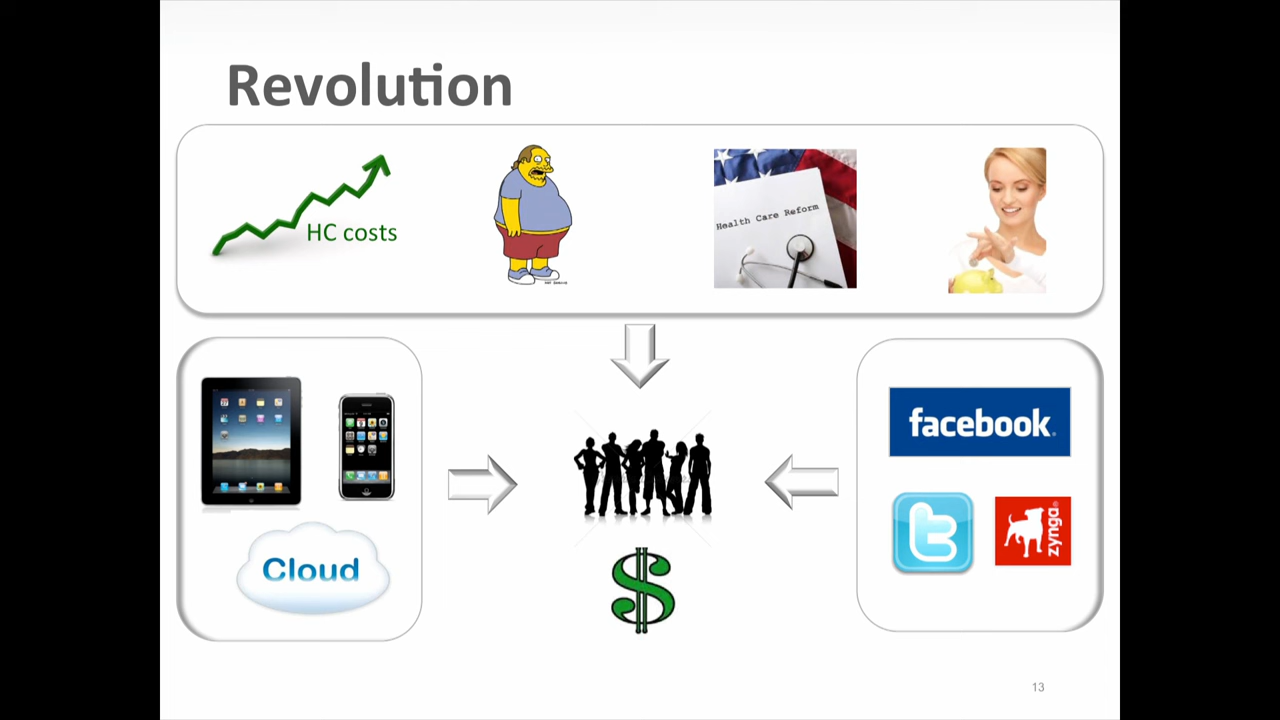 Revolution
HC costs
Health Care Reform
facebook.
Cloud
zynga
13